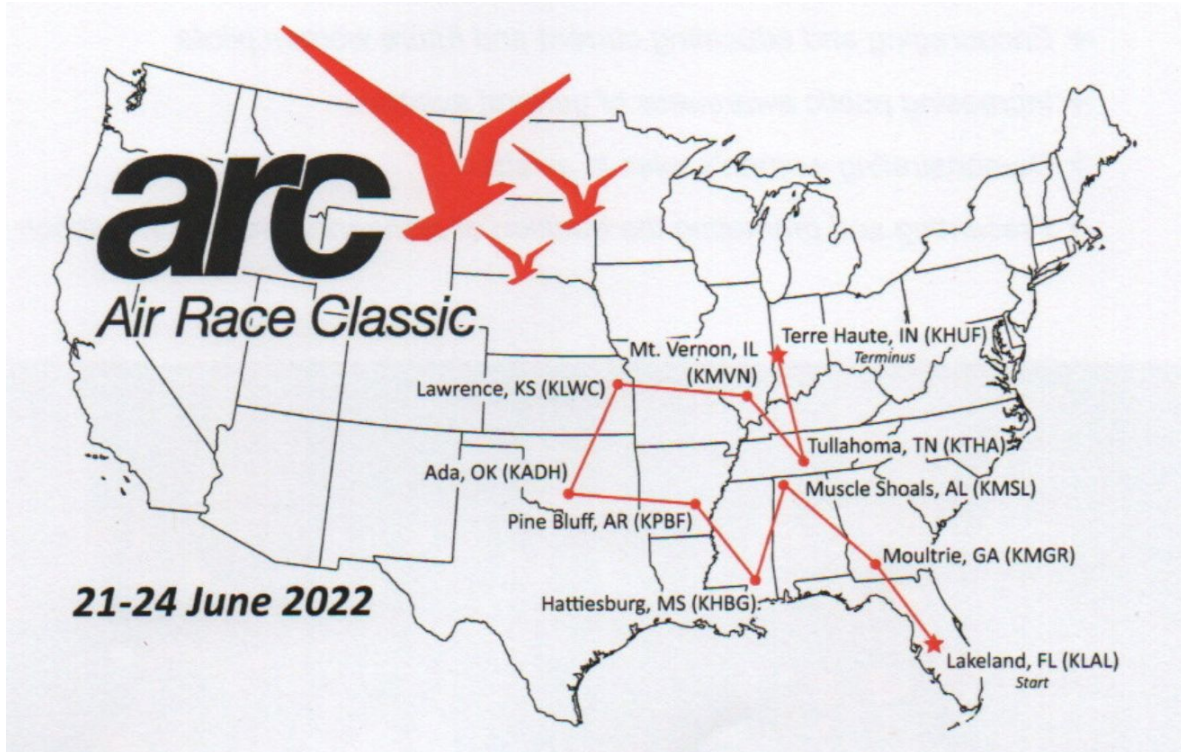 arc
Air Race Classic
Terre Haute, IN (KHUF)
Terminus
Mt. Vernon, IL
(KMVN)
Lawrence, KS (KLWC)
Tullahoma, TN (KTHA)
Ada, OK (KADH)
Muscle Shoals, AL (KMSL)
Pine Bluff, AR (KPBF)
Moultrie, GA (KMGR)
21-24 June 2022
Hattiesburg, MS (KHBG)
Lakeland, FL (KLAL)
Start